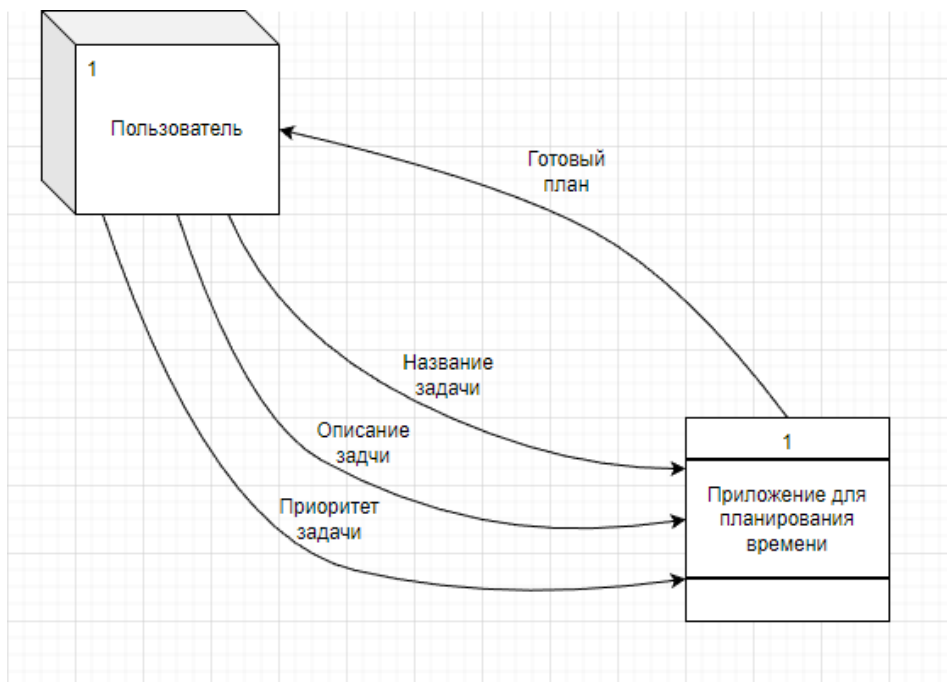 1
Пользователь
Готовый
план
Название
задачи
Описание
задчи
Приоритет
задачи
1
Приложение для
планирования
времени